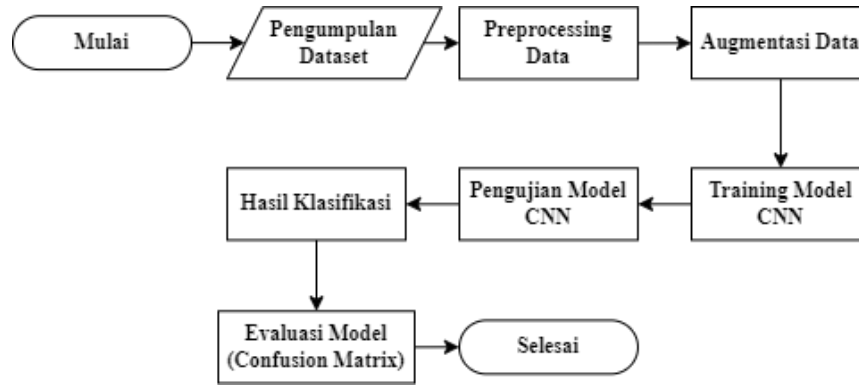 Mulai
Pengumpulan
Dataset
Preprocessing
Data
Augmentasi Data
Training Model
CNN
Pengujian Model
CNN
Hasil Klasifikasi
Evaluasi Model
(Confusion Matrix)
Selesai